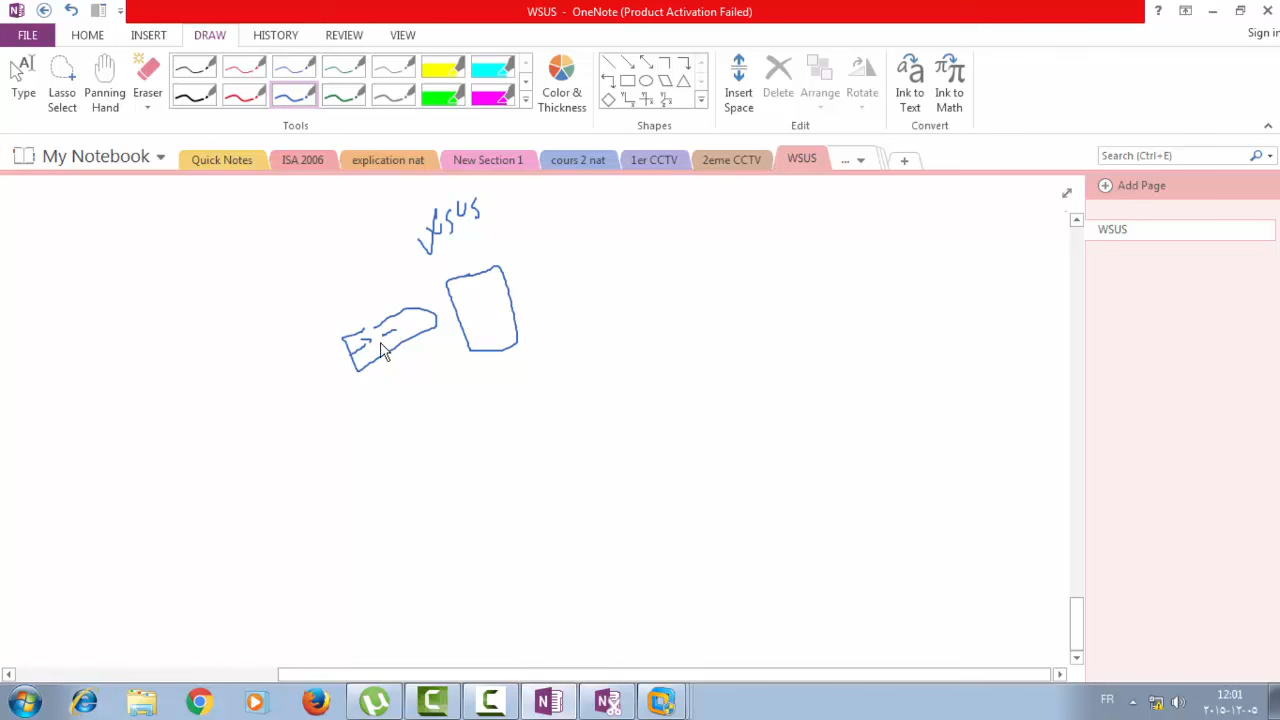 WSUS - OneNote (Product Activation Failed)
?
FILE HOME INSERT DRAW HISTORY REVIEW VIEW
Sign in
Type
Lasso Select
Panning Hand
Eraser
Color & Thickness
Insert Space
Delete
Arrange
Rotate
Ink to Text
Ink to Math
Tools
Shapes
Edit
Convert
My Notebook
Quick Notes
ISA 2006
explication nat
New Section 1
cours 2 nat
1er CCTV
2eme CCTV
WSUS
...
Search (Ctrl+E)
Add Page
WSUS
WSUS
FR
12:01
٢٠١٥-١٢-٠٥